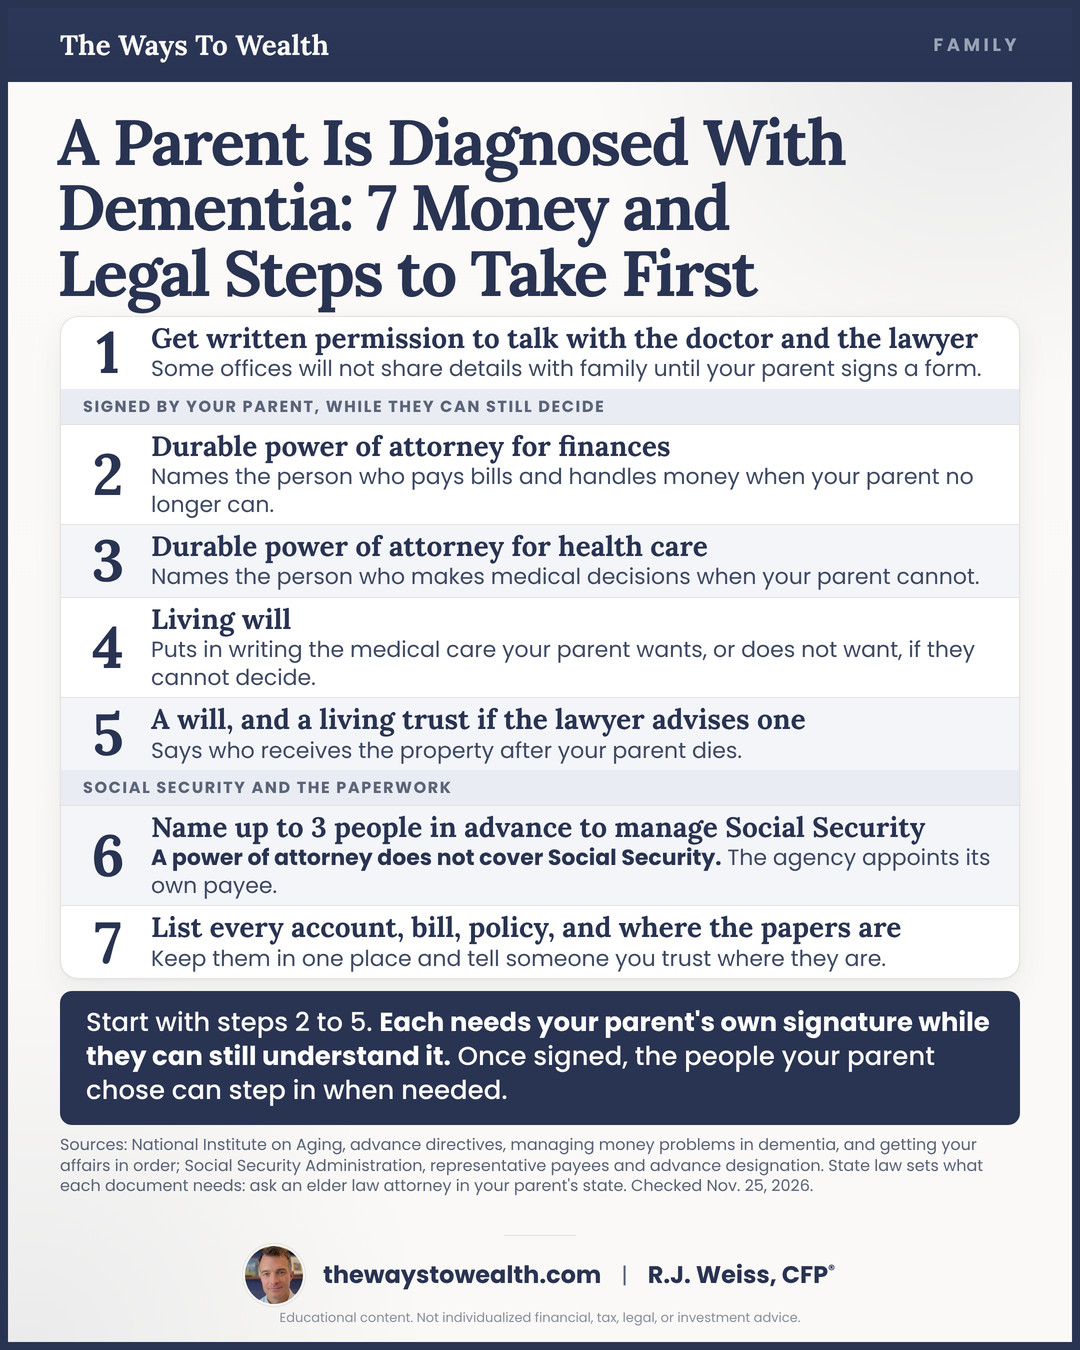 The Ways To Wealth
FAMILY
A Parent Is Diagnosed With
Dementia: 7 Money and
Legal Steps to Take First
1
Get written permission to talk with the doctor and the lawyer
Some offices will not share details with family until your parent signs a form.
SIGNED BY YOUR PARENT, WHILE THEY CAN STILL DECIDE
2
Durable power of attorney for finances
Names the person who pays bills and handles money when your parent no
longer can.
3
Durable power of attorney for health care
Names the person who makes medical decisions when your parent cannot.
4
Living will
Puts in writing the medical care your parent wants, or does not want, if they
cannot decide.
5
A will, and a living trust if the lawyer advises one
Says who receives the property after your parent dies.
SOCIAL SECURITY AND THE PAPERWORK
6
Name up to 3 people in advance to manage Social Security
A power of attorney does not cover Social Security. The agency appoints its
own payee.
7
List every account, bill, policy, and where the papers are
Keep them in one place and tell someone you trust where they are.
Start with steps 2 to 5. Each needs your parent's own signature while
they can still understand it. Once signed, the people your parent
chose can step in when needed.
Sources: National Institute on Aging, advance directives, managing money problems in dementia, and getting your
affairs in order; Social Security Administration, representative payees and advance designation. State law sets what
each document needs: ask an elder law attorney in your parent's state. Checked Nov. 25, 2026.
thewaystowealth.com | R.J. Weiss, CFP®
Educational content. Not individualized financial, tax, legal, or investment advice.